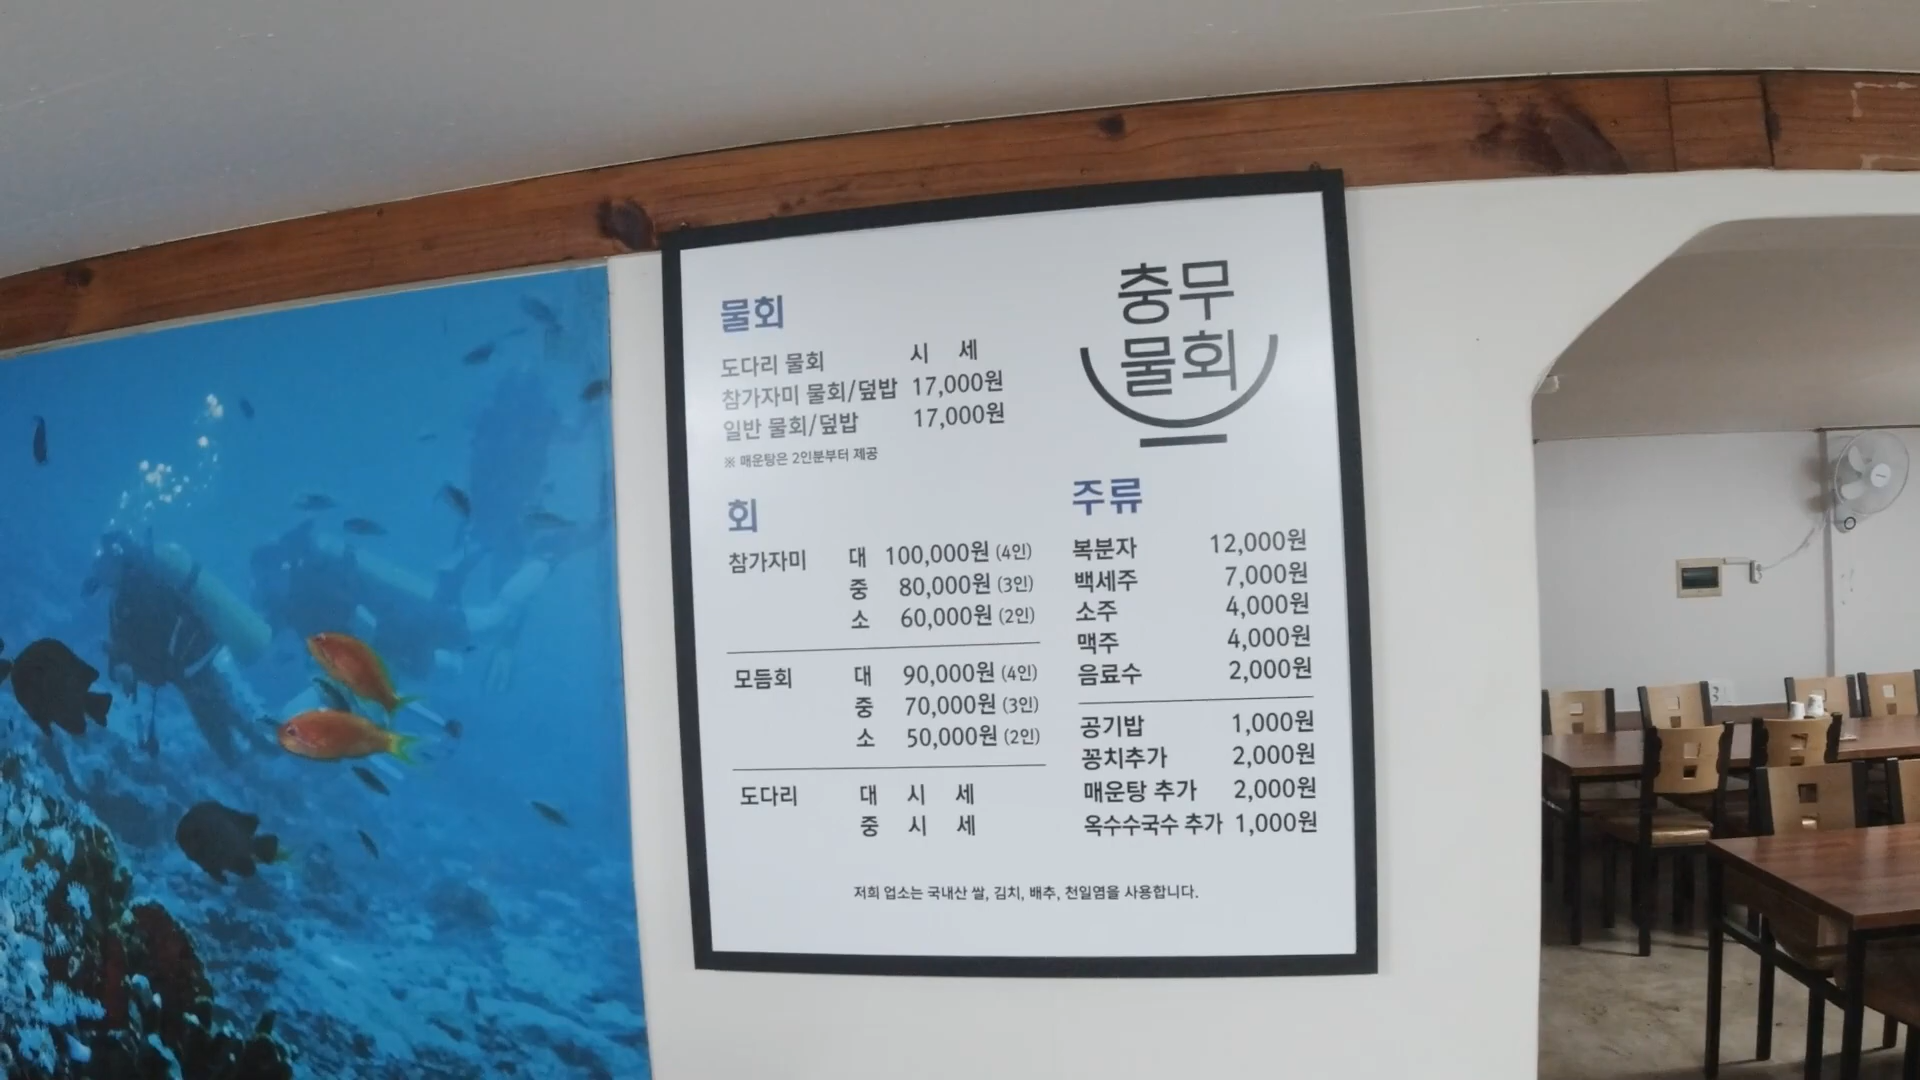 충무
물회
물회
도다리 물회 시 세
참가자미 물회/덮밥 17,000원
일반 물회/덮밥 17,000원
※ 매운탕은 2인분부터 제공
회
참가자미 대 100,000원 (4인)
중 80,000원 (3인)
소 60,000원 (2인)
모듬회 대 90,000원 (4인)
중 70,000원 (3인)
소 50,000원 (2인)
도다리 대 시 세
중 시 세
주류
복분자 12,000원
백세주 7,000원
소주 4,000원
맥주 4,000원
음료수 2,000원
공기밥 1,000원
꽁치추가 2,000원
매운탕 추가 2,000원
옥수수국수 추가 1,000원
저희 업소는 국내산 쌀, 김치, 배추, 천일염을 사용합니다.